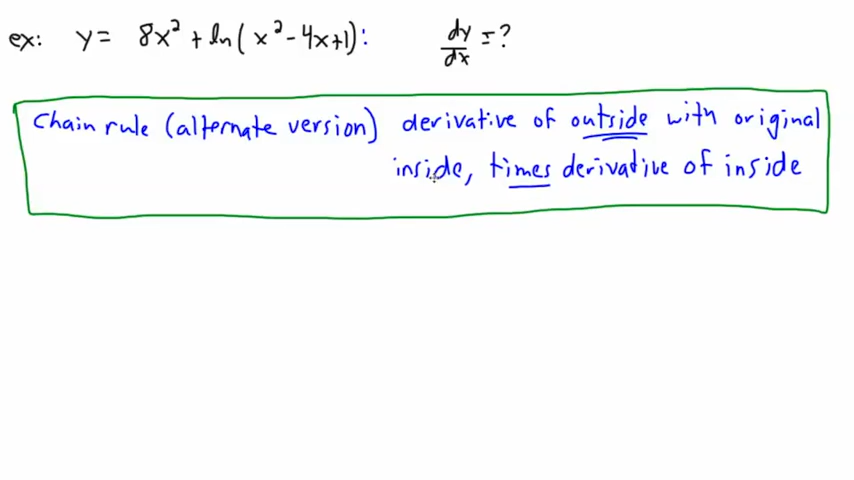 ex: y = 8x² + ln(x² - 4x + 1): dy/dx = ?
Chain rule (alternate version) derivative of outside with original
inside, times derivative of inside